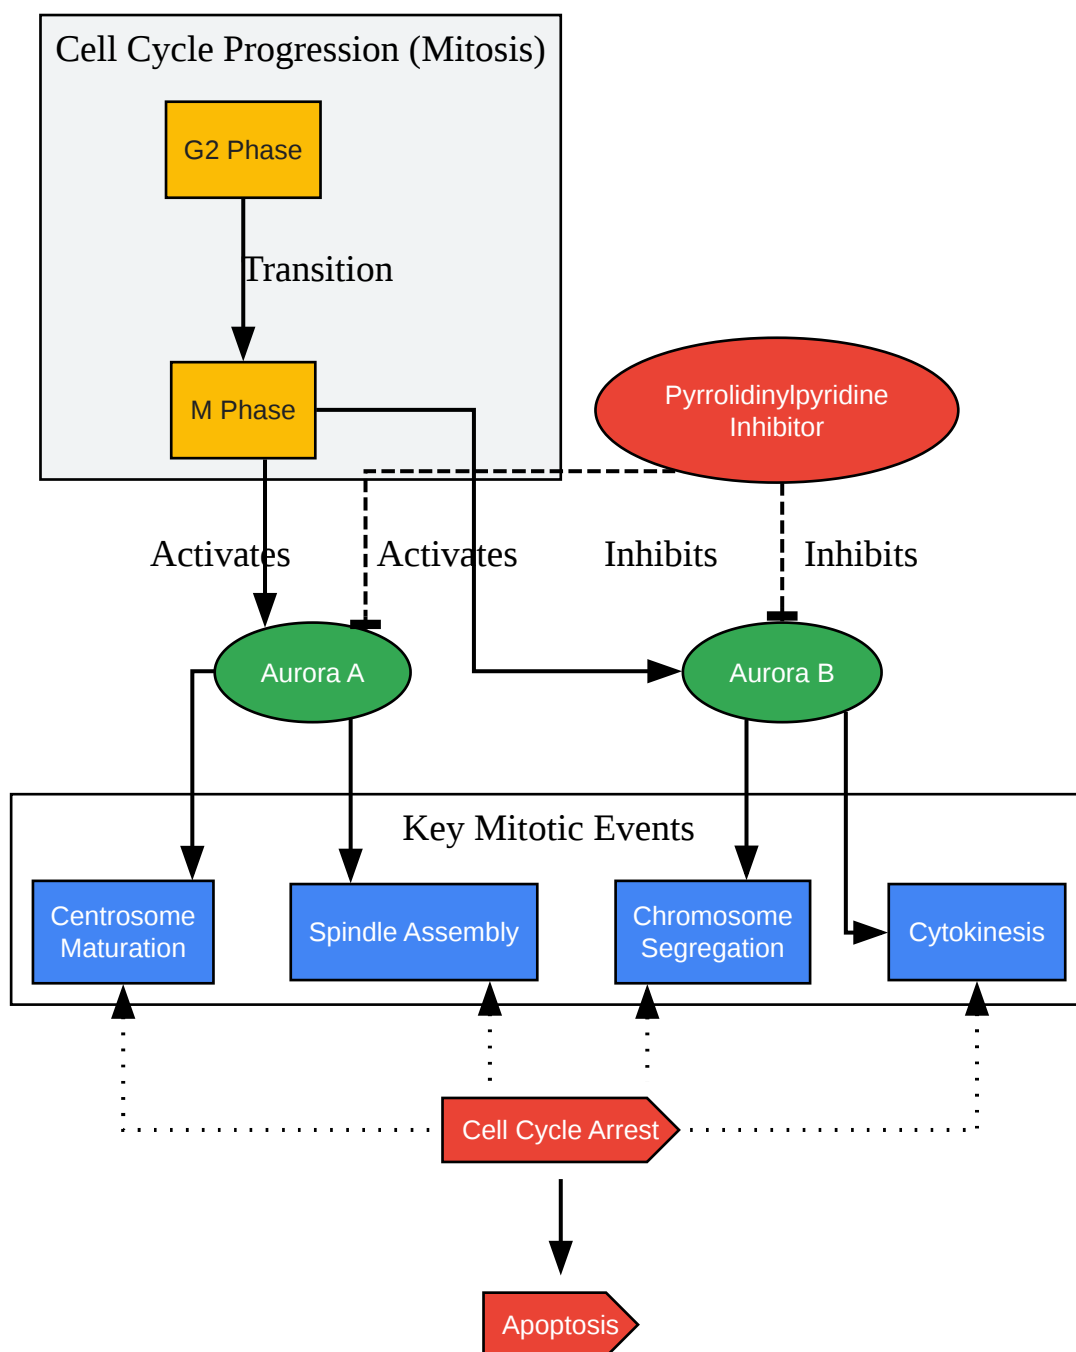 Cell Cycle Progression (Mitosis)
G2 Phase
Transition
M Phase
Pyrrolidinylpyridine
Inhibitor
Activates
Activates
Inhibits
Inhibits
Aurora A
Aurora B
Key Mitotic Events
Centrosome
Maturation
Spindle Assembly
Chromosome
Segregation
Cytokinesis
Cell Cycle Arrest
Apoptosis